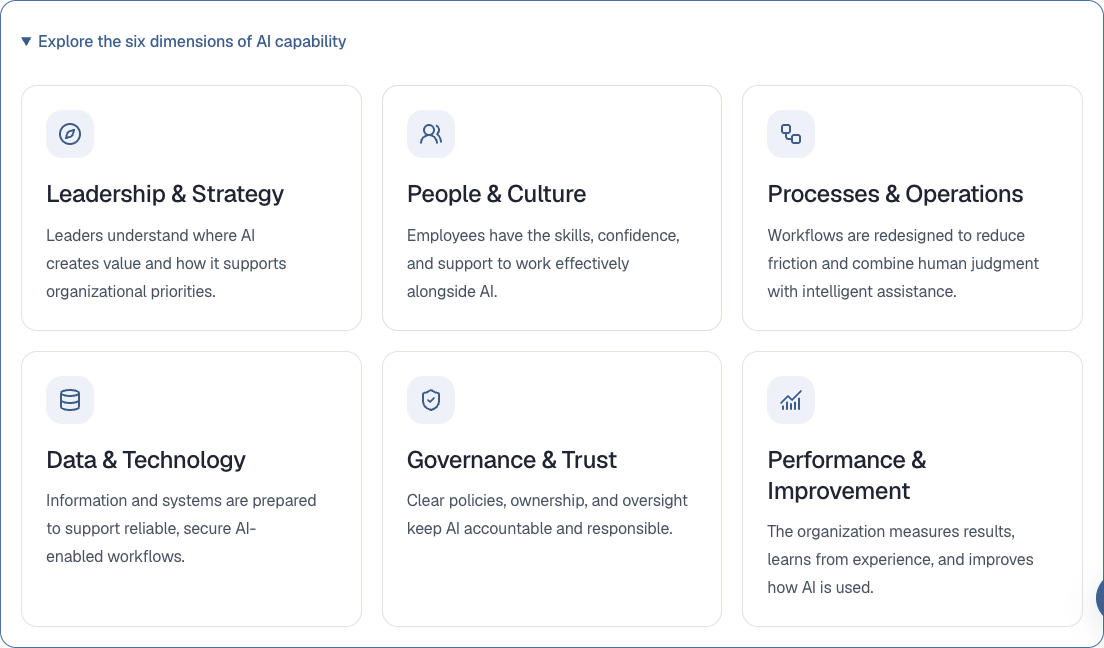 Explore the six dimensions of AI capability
Leadership & Strategy
Leaders understand where AI
creates value and how it supports
organizational priorities.
People & Culture
Employees have the skills, confidence,
and support to work effectively
alongside AI.
Processes & Operations
Workflows are redesigned to reduce
friction and combine human judgment
with intelligent assistance.
Data & Technology
Information and systems are prepared
to support reliable, secure AI-
enabled workflows.
Governance & Trust
Clear policies, ownership, and oversight
keep AI accountable and responsible.
Performance &
Improvement
The organization measures results,
learns from experience, and improves
how AI is used.